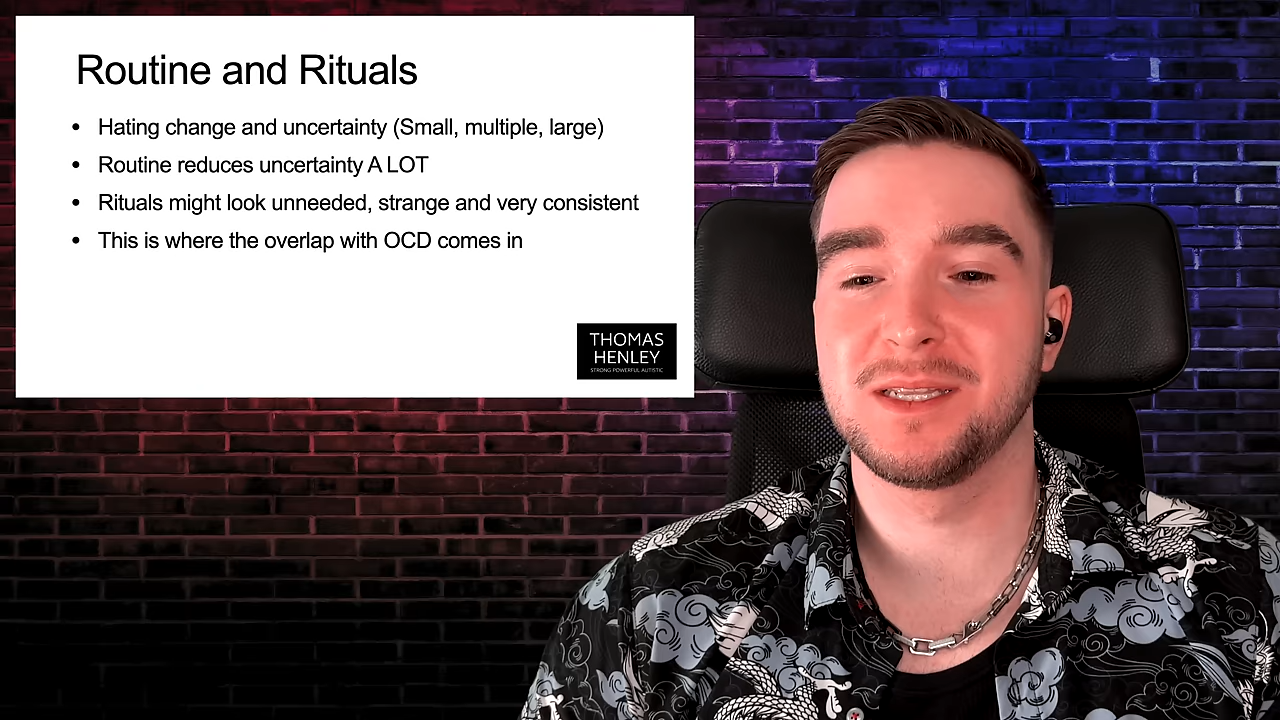 Routine and Rituals
• Hating change and uncertainty (Small, multiple, large)
• Routine reduces uncertainty A LOT
• Rituals might look unneeded, strange and very consistent
• This is where the overlap with OCD comes in
THOMAS
HENLEY
STRONG POWERFUL AUTISTIC